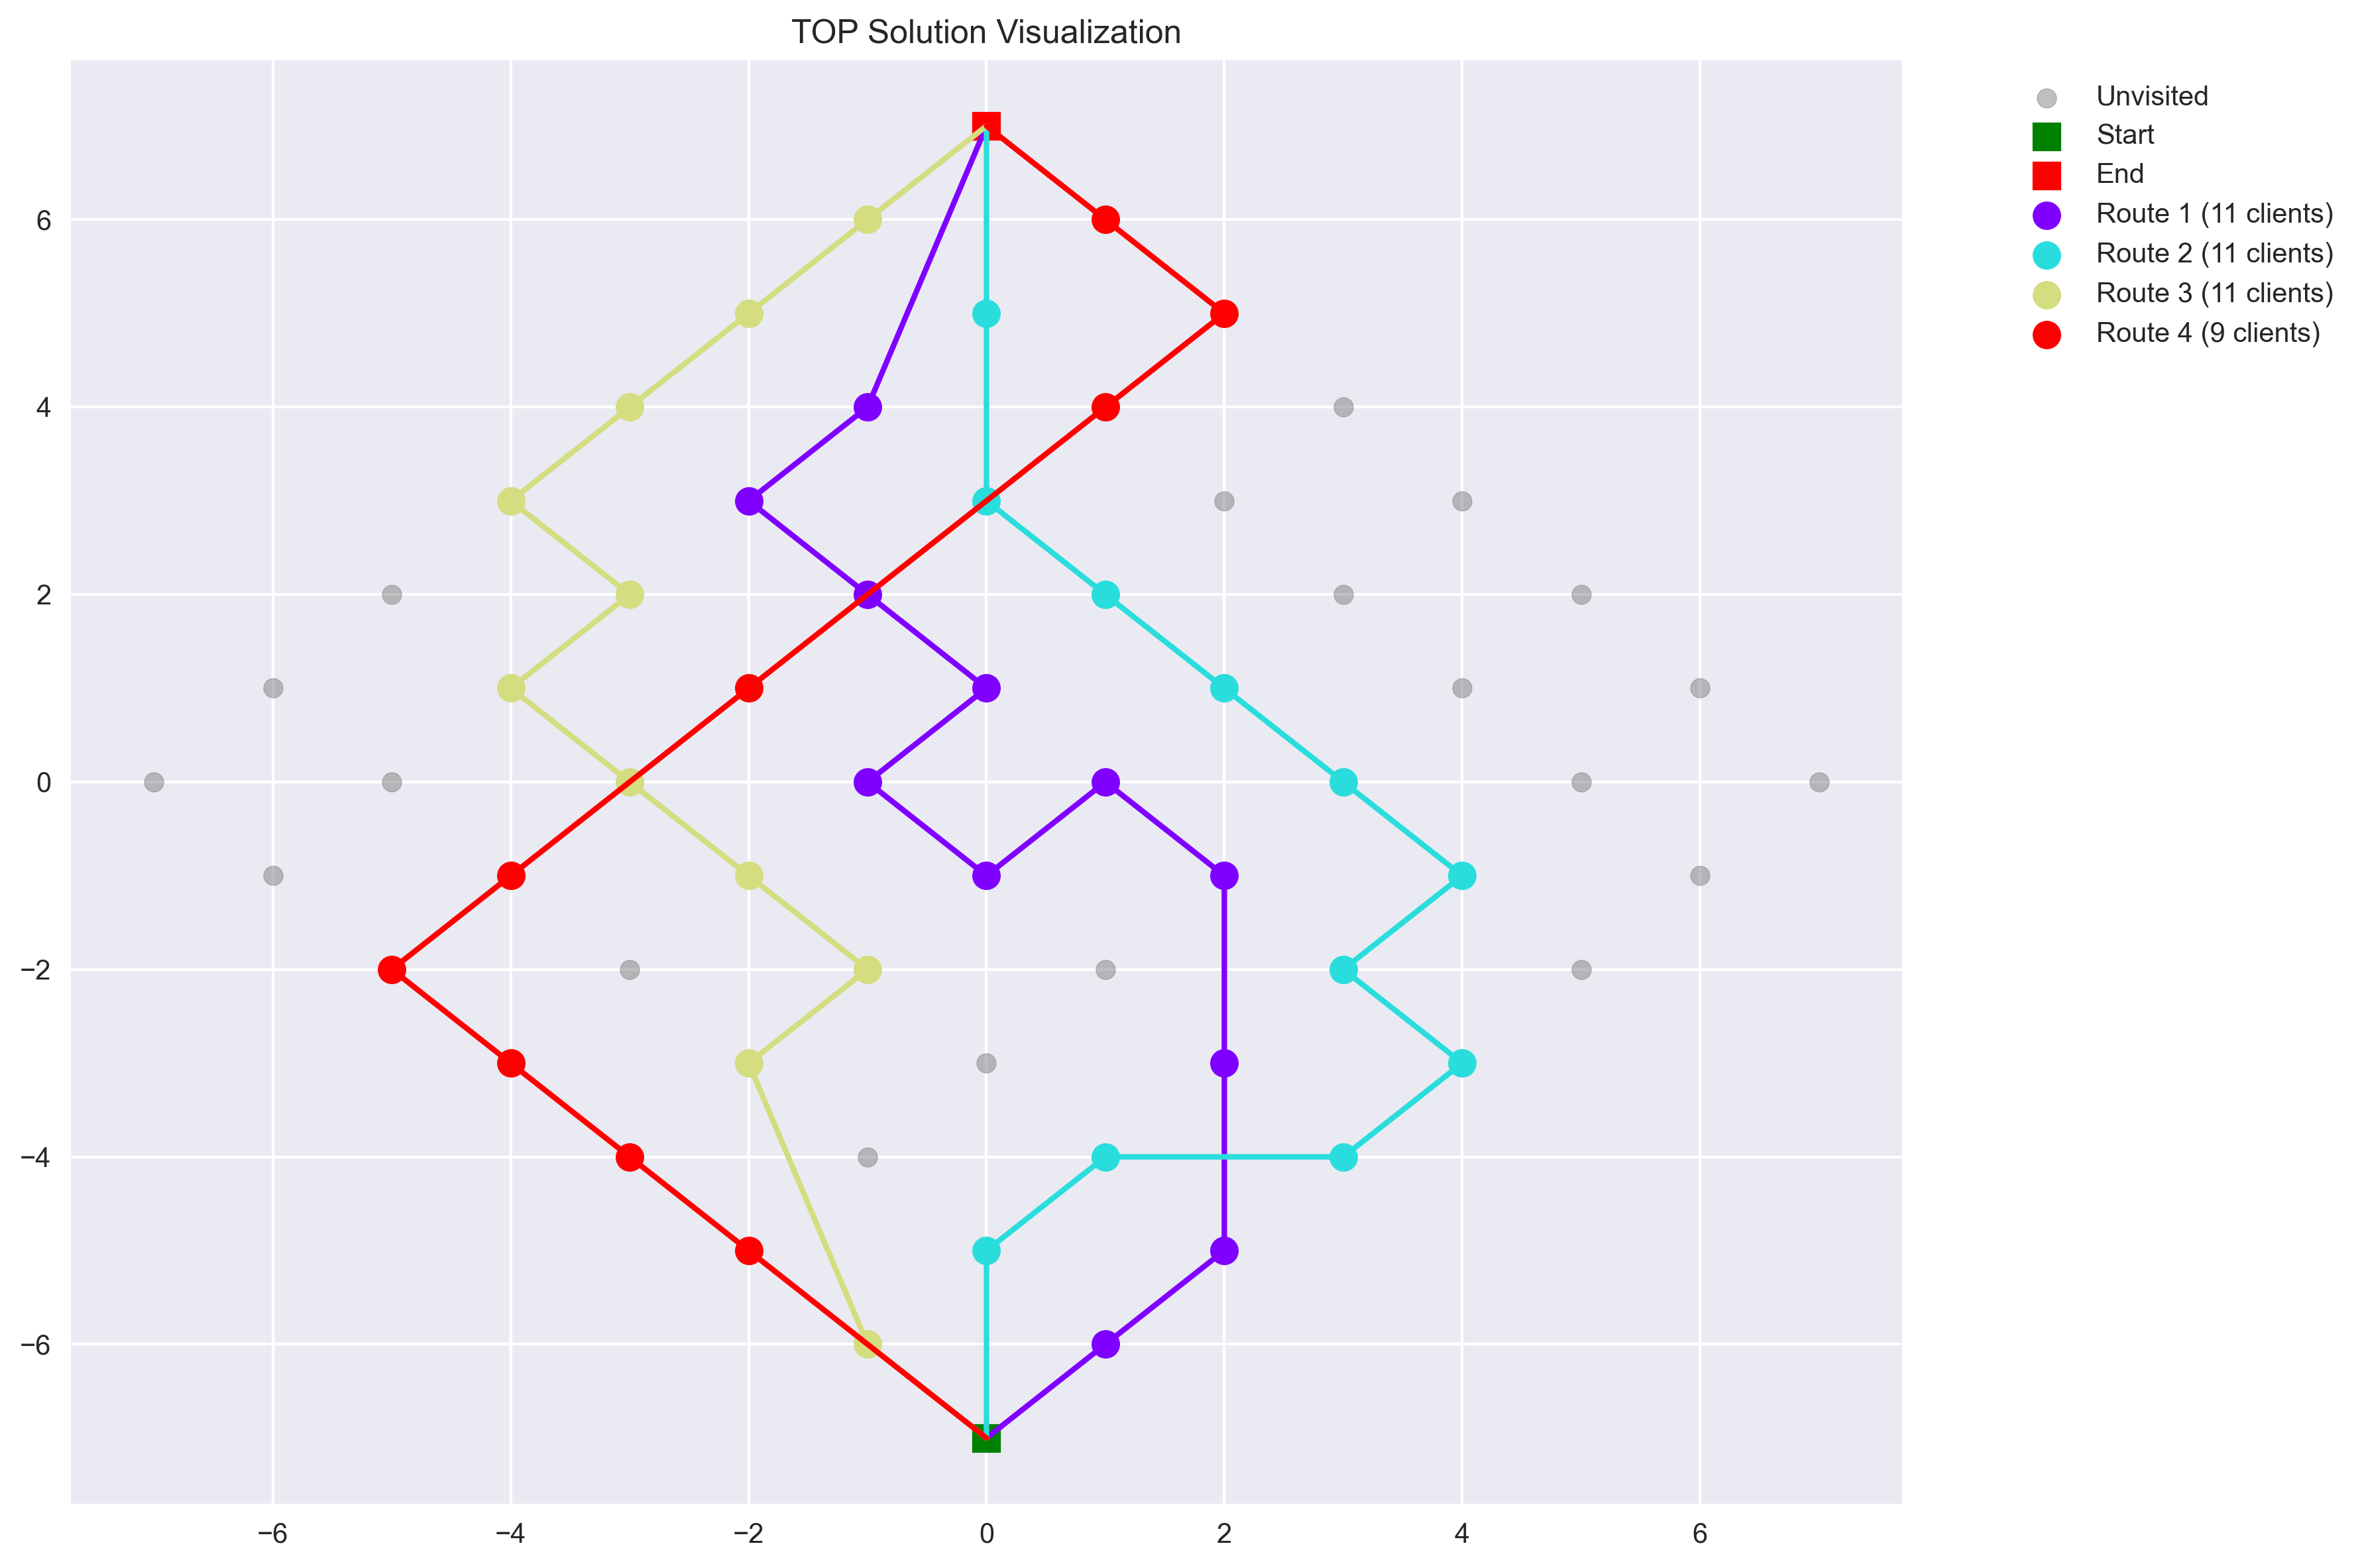 TOP Solution Visualization
Unvisited
Start
End
Route 1 (11 clients)
Route 2 (11 clients)
Route 3 (11 clients)
Route 4 (9 clients)
6
4
2
0
−2
−4
−6
−6 −4 −2 0 2 4 6